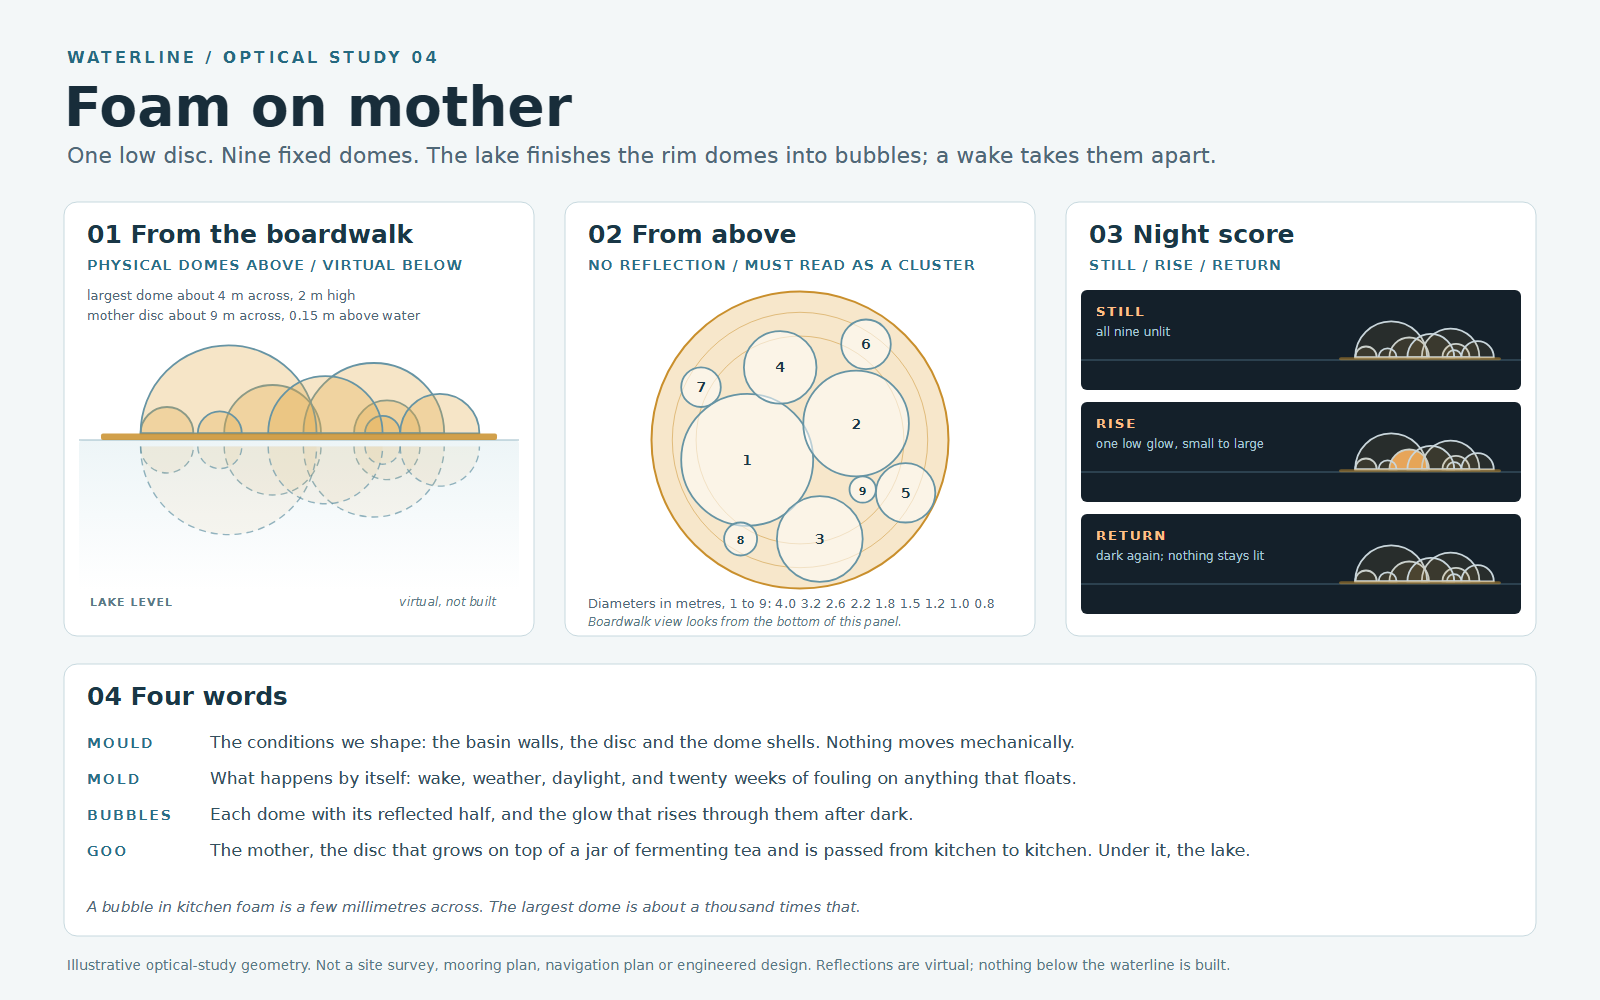 WATERLINE / OPTICAL STUDY 04
Foam on mother
One low disc. Nine fixed domes. The lake finishes the rim domes into bubbles; a wake takes them apart.
01 From the boardwalk
PHYSICAL DOMES ABOVE / VIRTUAL BELOW
largest dome about 4 m across, 2 m high
mother disc about 9 m across, 0.15 m above water
LAKE LEVEL
virtual, not built
02 From above
NO REFLECTION / MUST READ AS A CLUSTER
6
4
7
2
1
9
5
8
3
Diameters in metres, 1 to 9: 4.0 3.2 2.6 2.2 1.8 1.5 1.2 1.0 0.8
Boardwalk view looks from the bottom of this panel.
03 Night score
STILL / RISE / RETURN
STILL
all nine unlit
RISE
one low glow, small to large
RETURN
dark again; nothing stays lit
04 Four words
MOULD The conditions we shape: the basin walls, the disc and the dome shells. Nothing moves mechanically.
MOLD What happens by itself: wake, weather, daylight, and twenty weeks of fouling on anything that floats.
BUBBLES Each dome with its reflected half, and the glow that rises through them after dark.
GOO The mother, the disc that grows on top of a jar of fermenting tea and is passed from kitchen to kitchen. Under it, the lake.
A bubble in kitchen foam is a few millimetres across. The largest dome is about a thousand times that.
Illustrative optical-study geometry. Not a site survey, mooring plan, navigation plan or engineered design. Reflections are virtual; nothing below the waterline is built.